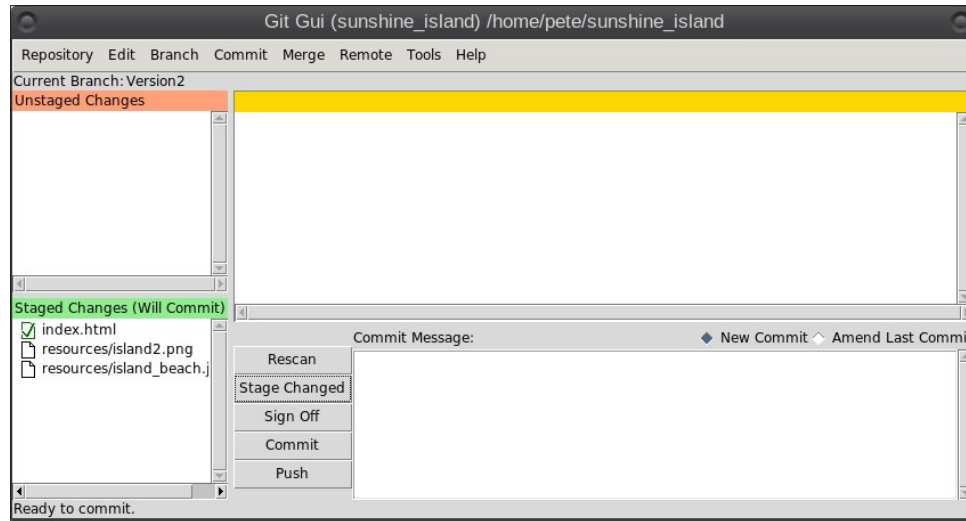 Git Gui (sunshine_island) /home/pete/sunshine_island
Repository Edit Branch Commit Merge Remote Tools Help
Current Branch: Version2
Unstaged Changes
Staged Changes (Will Commit)
index.html
resources/island2.png
resources/island_beach.j
Commit Message:
New Commit Amend Last Commi
Rescan
Stage Changed
Sign Off
Commit
Push
Ready to commit.